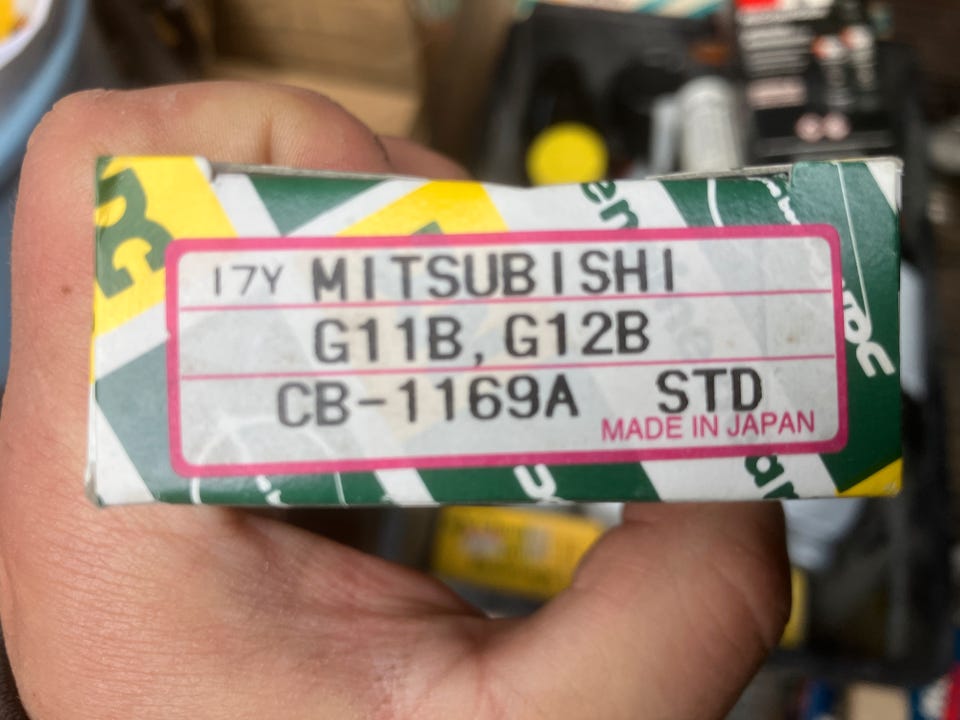 17Y MITSUBISHI
G11B, G12B
CB-1169A STD
MADE IN JAPAN